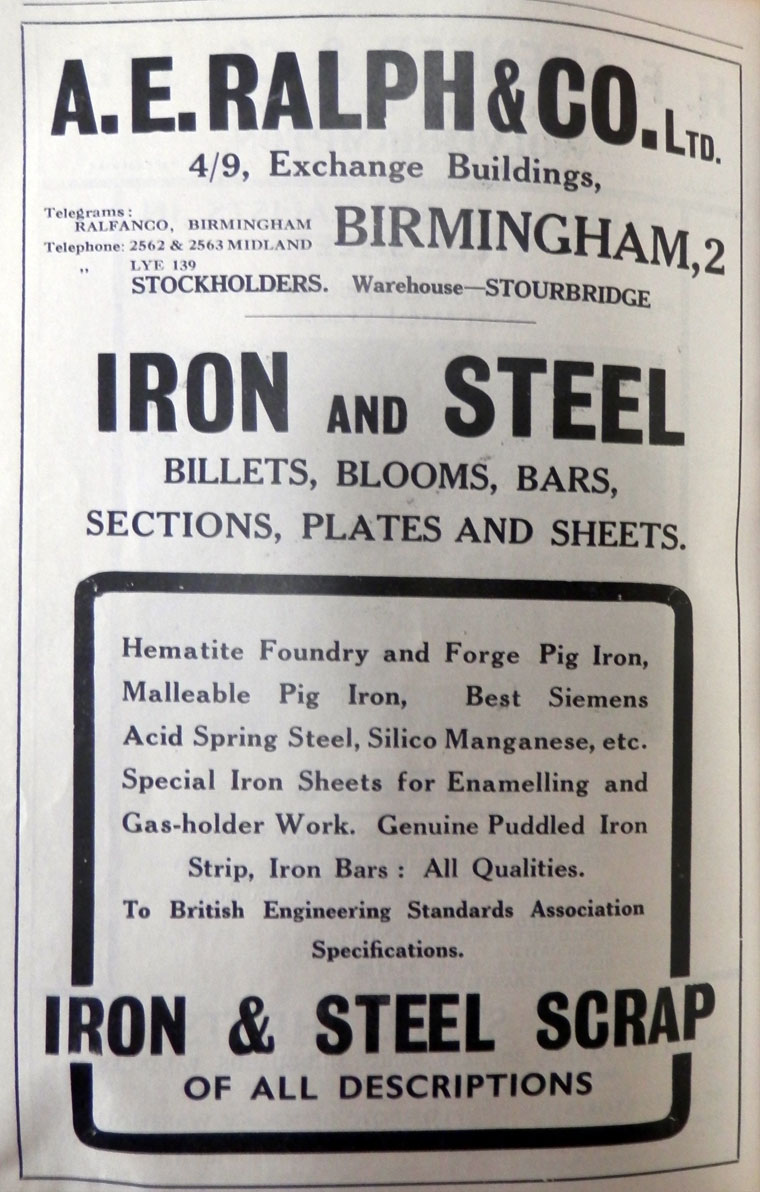 A. E. RALPH & CO. LTD.
4/9, Exchange Buildings,
Telegrams:
RALFANCO, BIRMINGHAM
Telephone: 2562 & 2563 MIDLAND
„ LYE 139
BIRMINGHAM, 2
STOCKHOLDERS. Warehouse—STOURBRIDGE
IRON AND STEEL
BILLETS, BLOOMS, BARS,
SECTIONS, PLATES AND SHEETS.
Hematite Foundry and Forge Pig Iron,
Malleable Pig Iron, Best Siemens
Acid Spring Steel, Silico Manganese, etc.
Special Iron Sheets for Enamelling and
Gas-holder Work. Genuine Puddled Iron
Strip, Iron Bars : All Qualities.
To British Engineering Standards Association
Specifications.
IRON & STEEL SCRAP
OF ALL DESCRIPTIONS